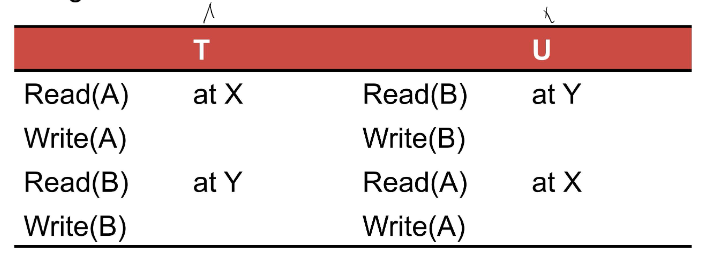 T U
Read(A) at X Read(B) at Y
Write(A) Write(B)
Read(B) at Y Read(A) at X
Write(B) Write(A)